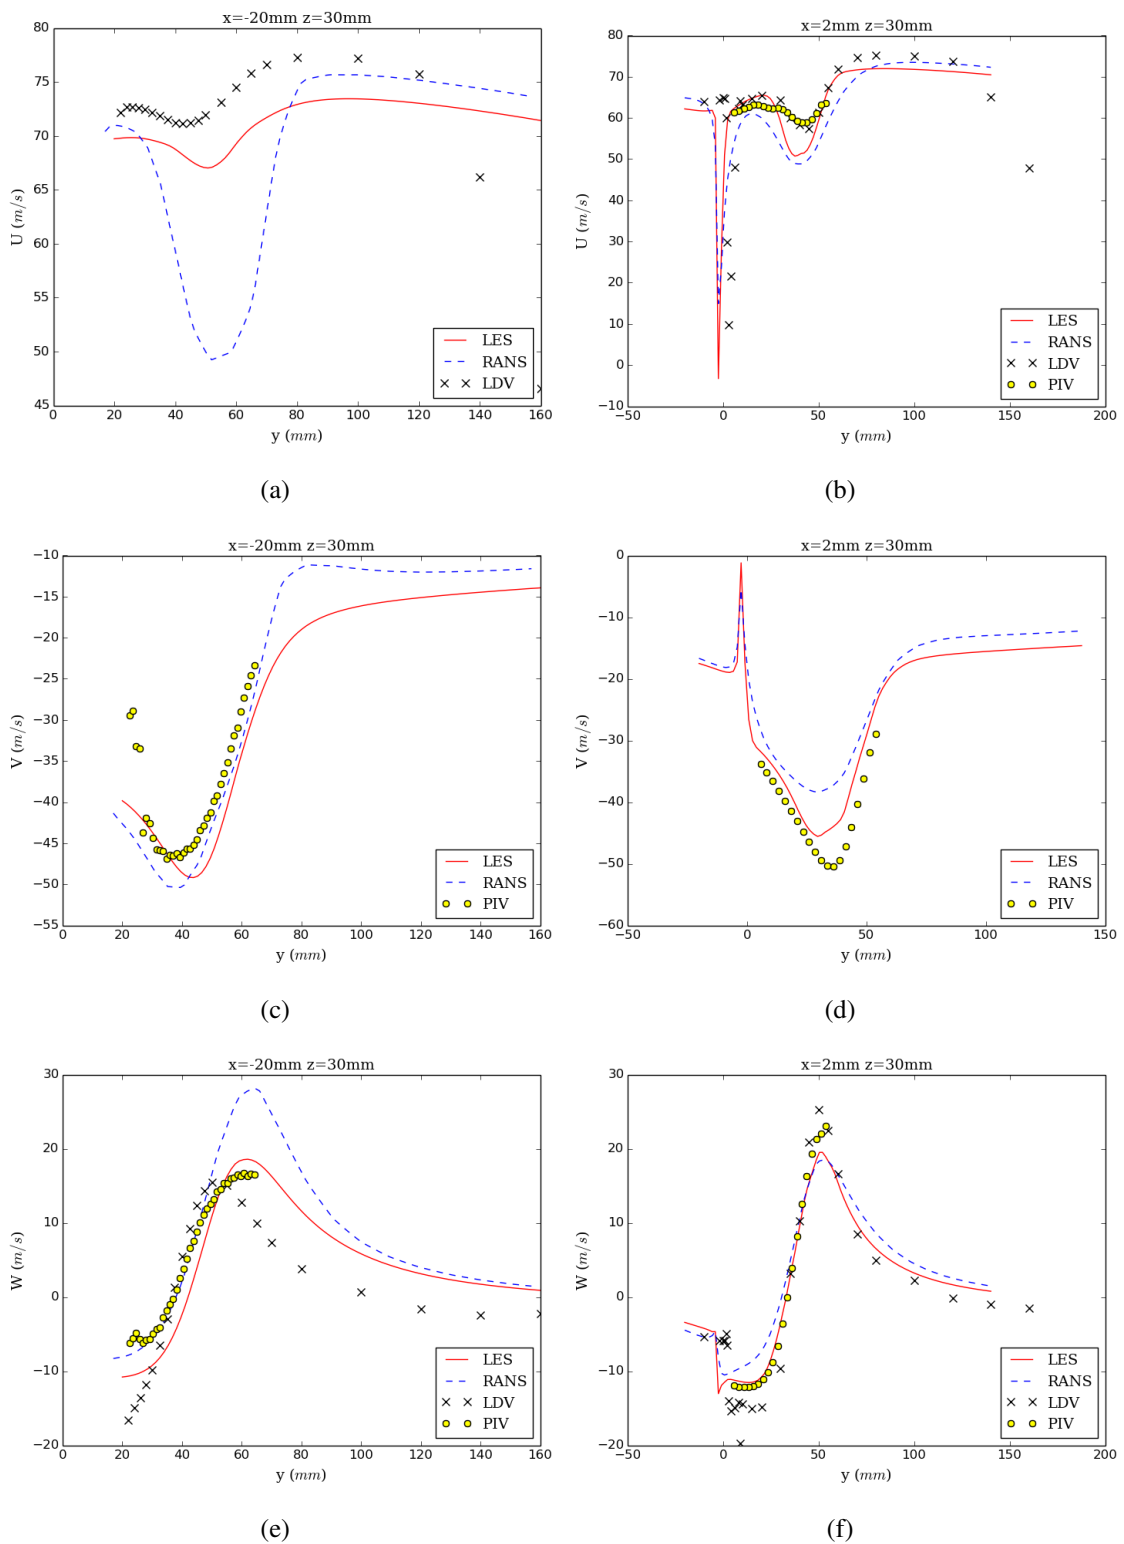 x=-20mm z=30mm
80
75
70
65
60
55
50
45
U (m/s)
0 20 40 60 80 100 120 140 160
y (mm)
LES
RANS
LDV
(a)
x=2mm z=30mm
80
70
60
50
40
30
20
10
0
−10
U (m/s)
−50 0 50 100 150 200
y (mm)
LES
RANS
LDV
PIV
(b)
x=-20mm z=30mm
−10
−15
−20
−25
−30
−35
−40
−45
−50
−55
V (m/s)
0 20 40 60 80 100 120 140 160
y (mm)
LES
RANS
PIV
(c)
x=2mm z=30mm
0
−10
−20
−30
−40
−50
−60
V (m/s)
−50 0 50 100 150
y (mm)
LES
RANS
PIV
(d)
x=-20mm z=30mm
30
20
10
0
−10
−20
W (m/s)
0 20 40 60 80 100 120 140 160
y (mm)
LES
RANS
LDV
PIV
(e)
x=2mm z=30mm
30
20
10
0
−10
−20
W (m/s)
−50 0 50 100 150 200
y (mm)
LES
RANS
LDV
PIV
(f)